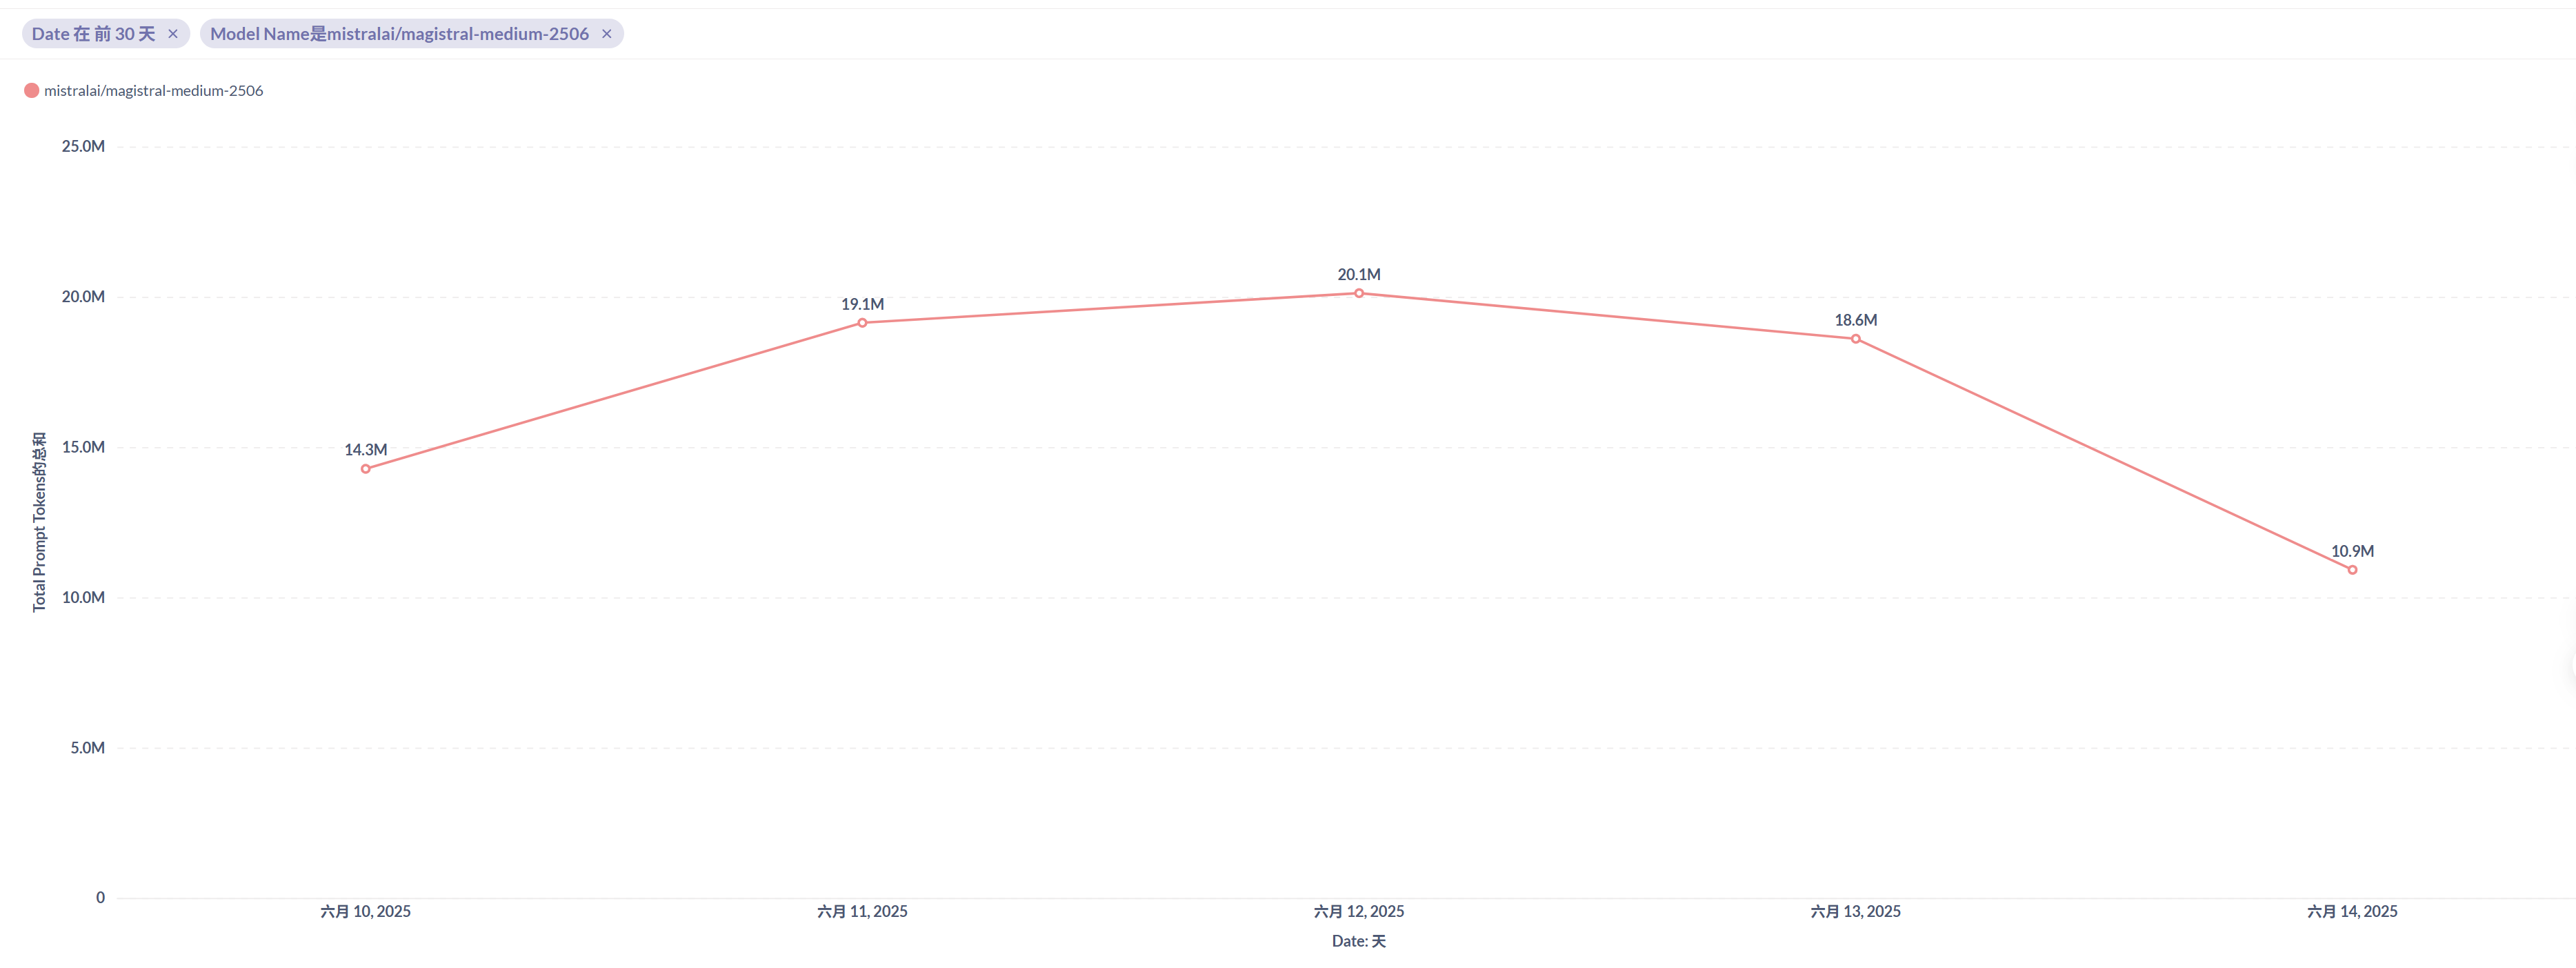 Date 在 前 30 天 ×
Model Name是mistralai/magistral-medium-2506 ×
mistralai/magistral-medium-2506
25.0M
20.0M
15.0M
10.0M
5.0M
0
Total Prompt Tokens的总和
14.3M
19.1M
20.1M
18.6M
10.9M
六月 10, 2025
六月 11, 2025
六月 12, 2025
六月 13, 2025
六月 14, 2025
Date: 天